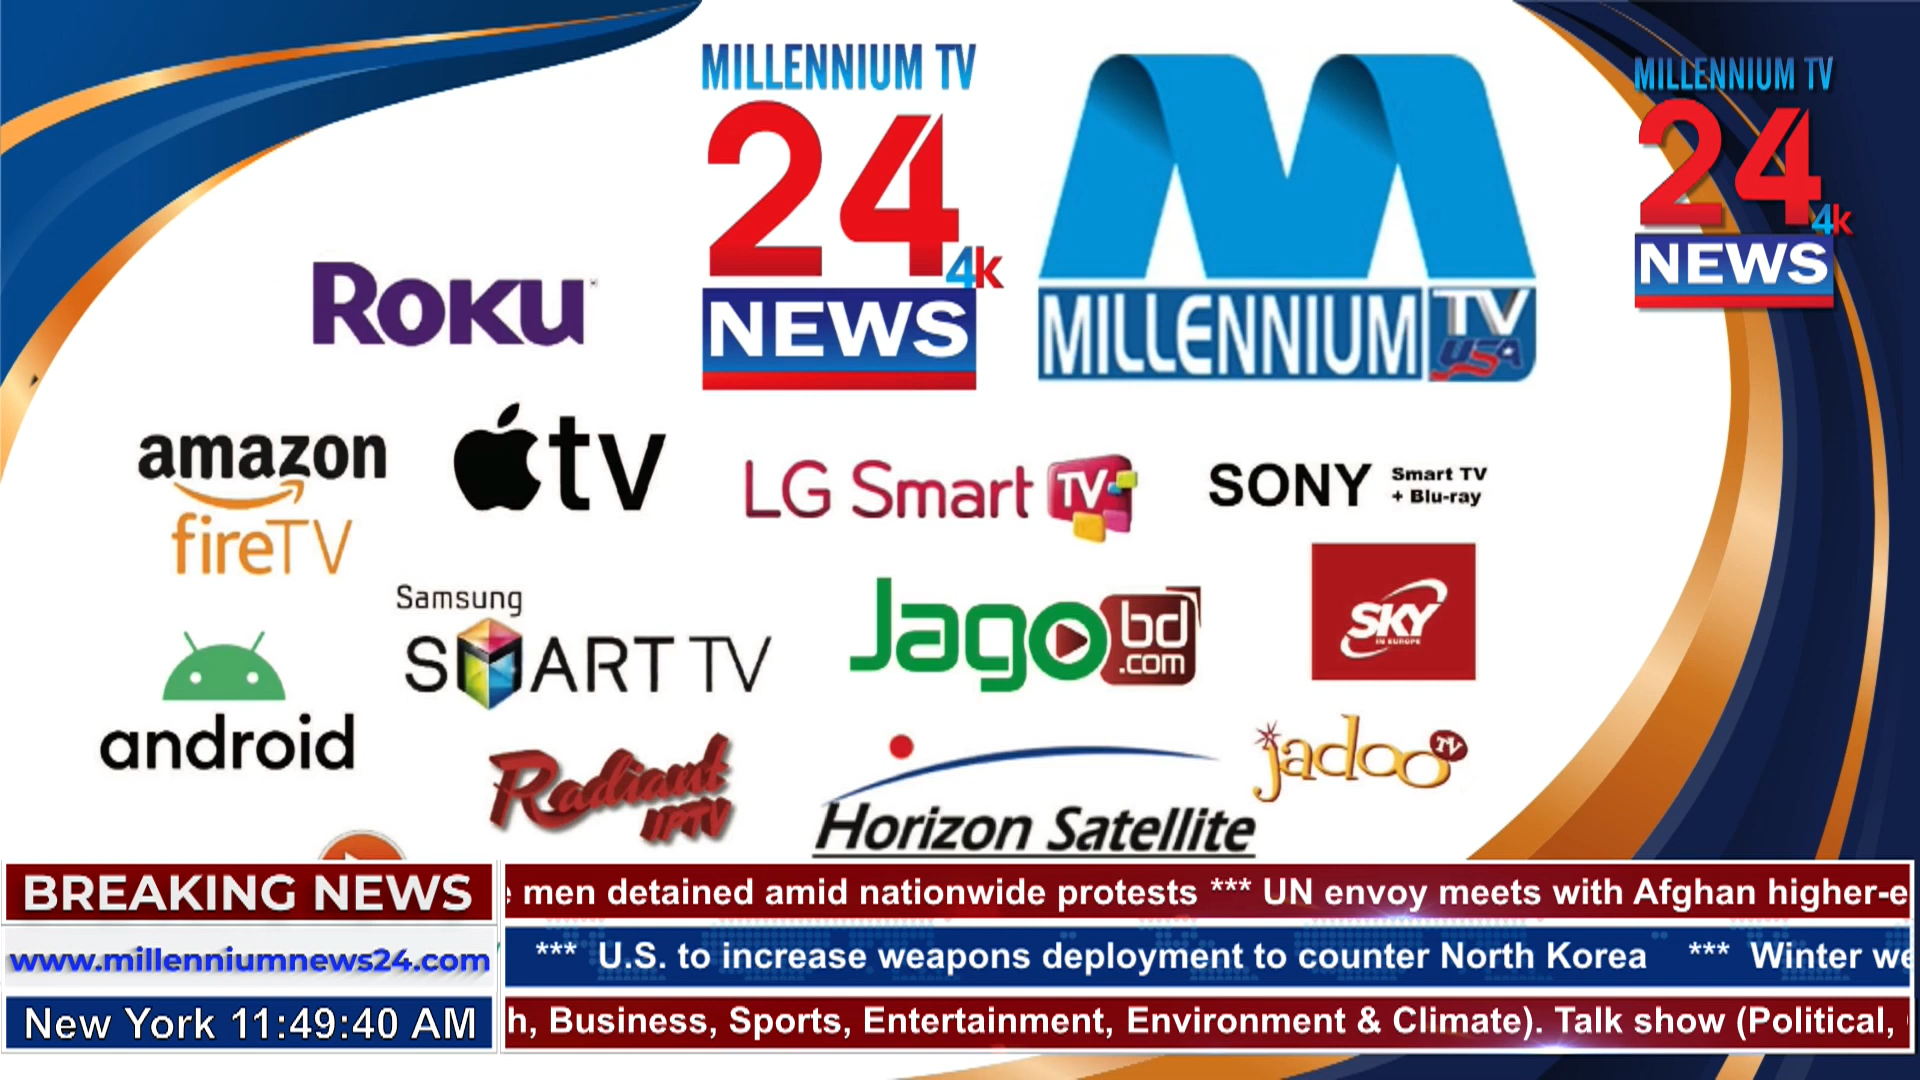 MILLENNIUM TV
24
4k
NEWS
MILLENNIUM TV
USA
MILLENNIUM TV
24
4k
NEWS
ROKU
amazon
fireTV
tv
LG Smart TV
SONY Smart TV
+ Blu-ray
android
Samsung
SMART TV
Jagobd
.com
SKY
IN EUROPE
Radiant
IPTV
Horizon Satellite
jadoo TV
BREAKING NEWS
men detained amid nationwide protests *** UN envoy meets with Afghan higher-e
www.millenniumnews24.com
*** U.S. to increase weapons deployment to counter North Korea *** Winter we
New York 11:49:40 AM
h, Business, Sports, Entertainment, Environment & Climate). Talk show (Political,